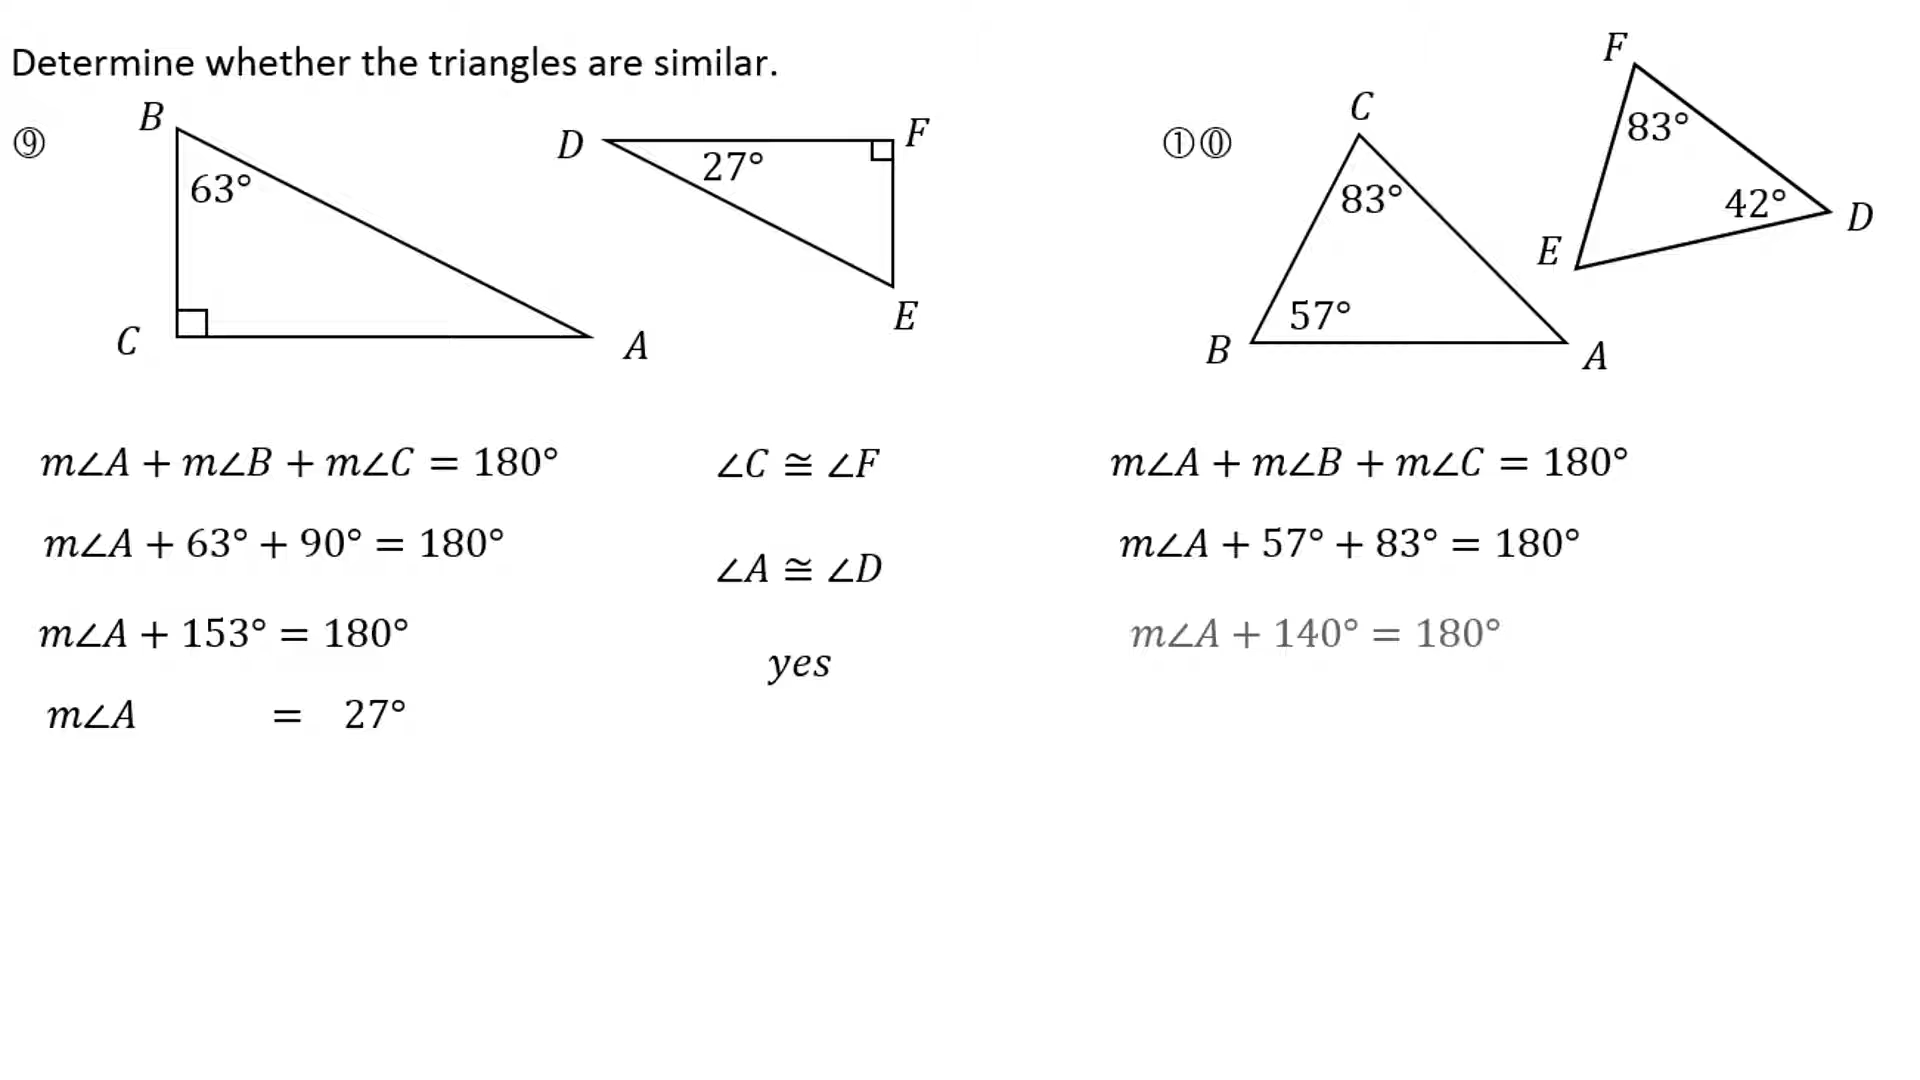 Determine whether the triangles are similar.
⑨
B
63°
C
A
D
27°
F
E
m∠A + m∠B + m∠C = 180°
m∠A + 63° + 90° = 180°
m∠A + 153° = 180°
m∠A = 27°
∠C ≅ ∠F
∠A ≅ ∠D
yes
①⓪
C
83°
57°
B
A
F
83°
42°
D
E
m∠A + m∠B + m∠C = 180°
m∠A + 57° + 83° = 180°
m∠A + 140° = 180°